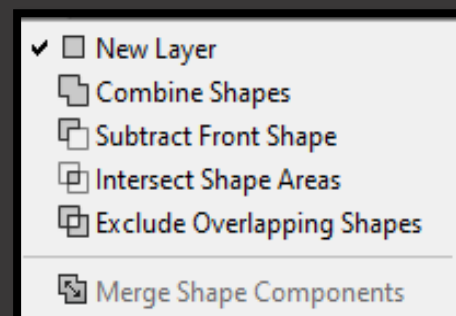 New Layer
Combine Shapes
Subtract Front Shape
Intersect Shape Areas
Exclude Overlapping Shapes
Merge Shape Components